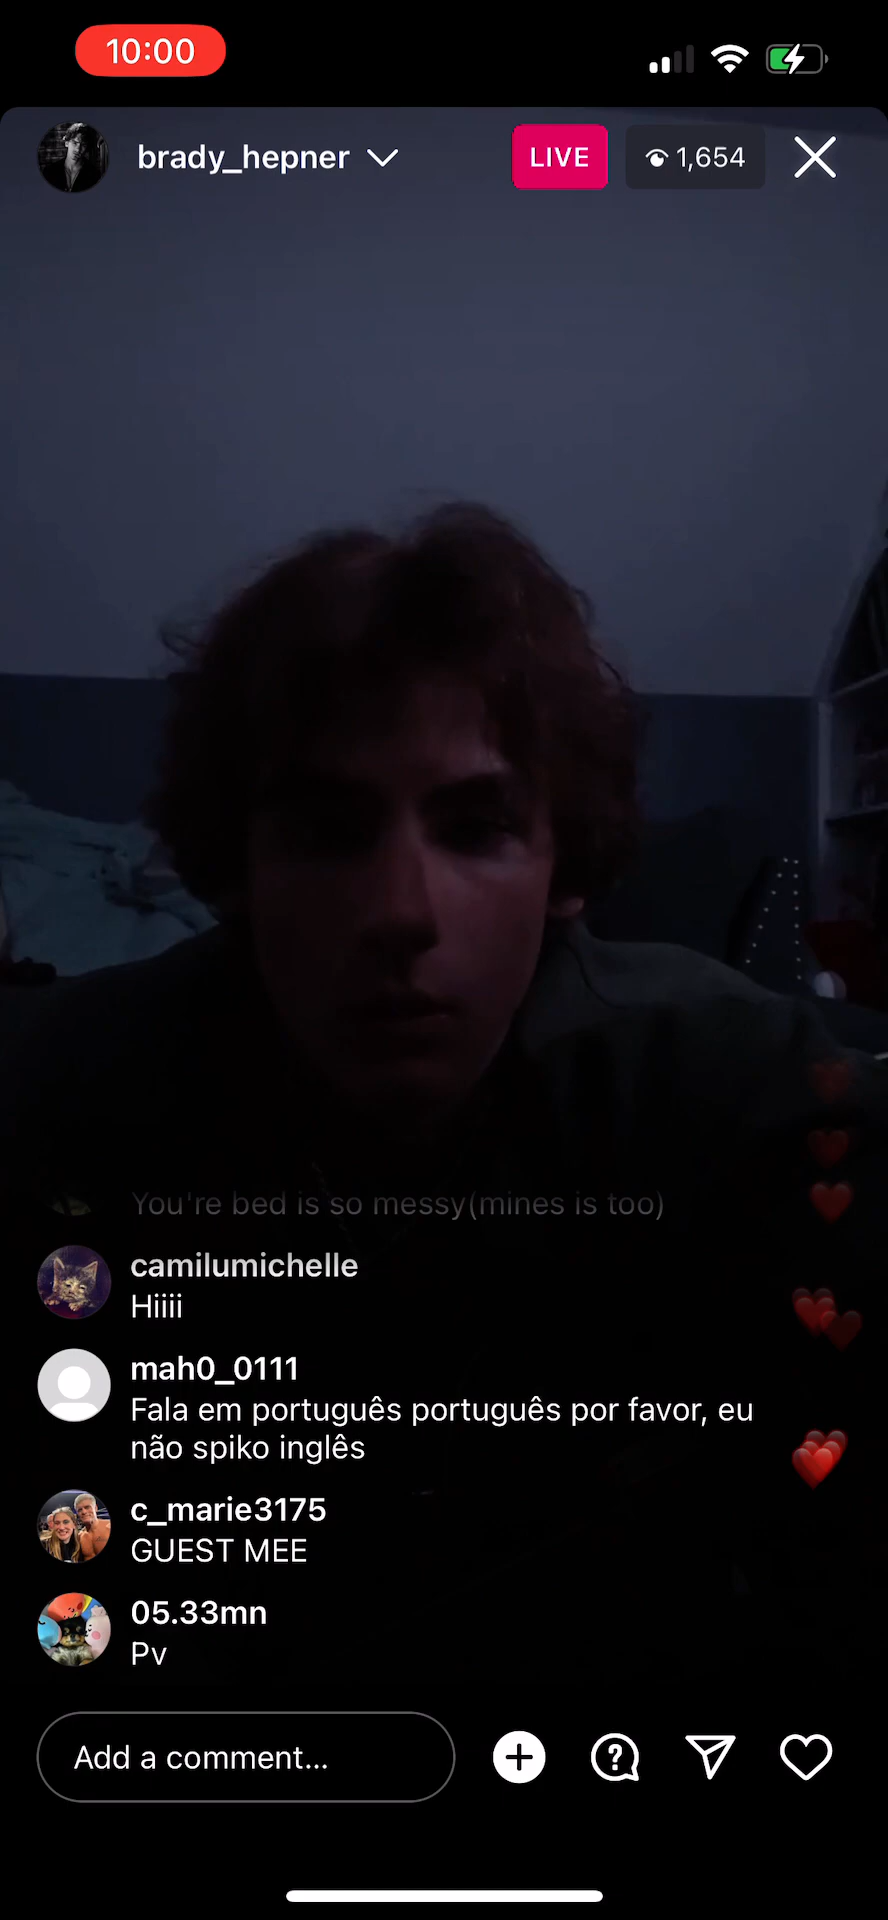 10:00
brady_hepner
LIVE
1,654
You're bed is so messy(mines is too)
camilumichelle
Hiiii
mah0_0111
Fala em português português por favor, eu
não spiko inglês
c_marie3175
GUEST MEE
05.33mn
Pv
Add a comment...